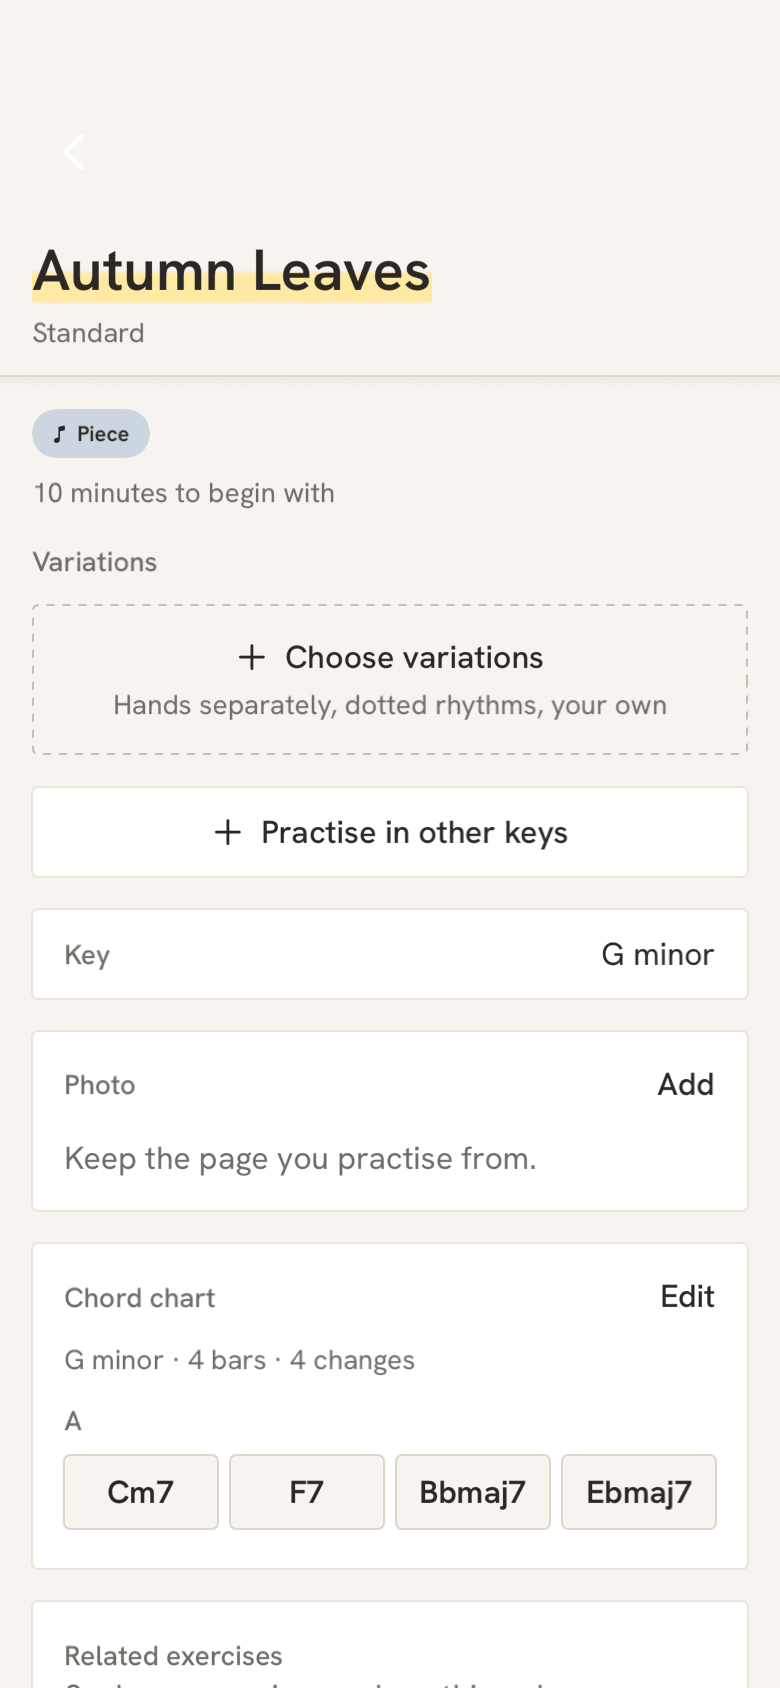 Autumn Leaves
Standard
Piece
10 minutes to begin with
Variations
Choose variations
Hands separately, dotted rhythms, your own
Practise in other keys
Key G minor
Photo Add
Keep the page you practise from.
Chord chart Edit
G minor · 4 bars · 4 changes
A
Cm7 F7 Bbmaj7 Ebmaj7
Related exercises